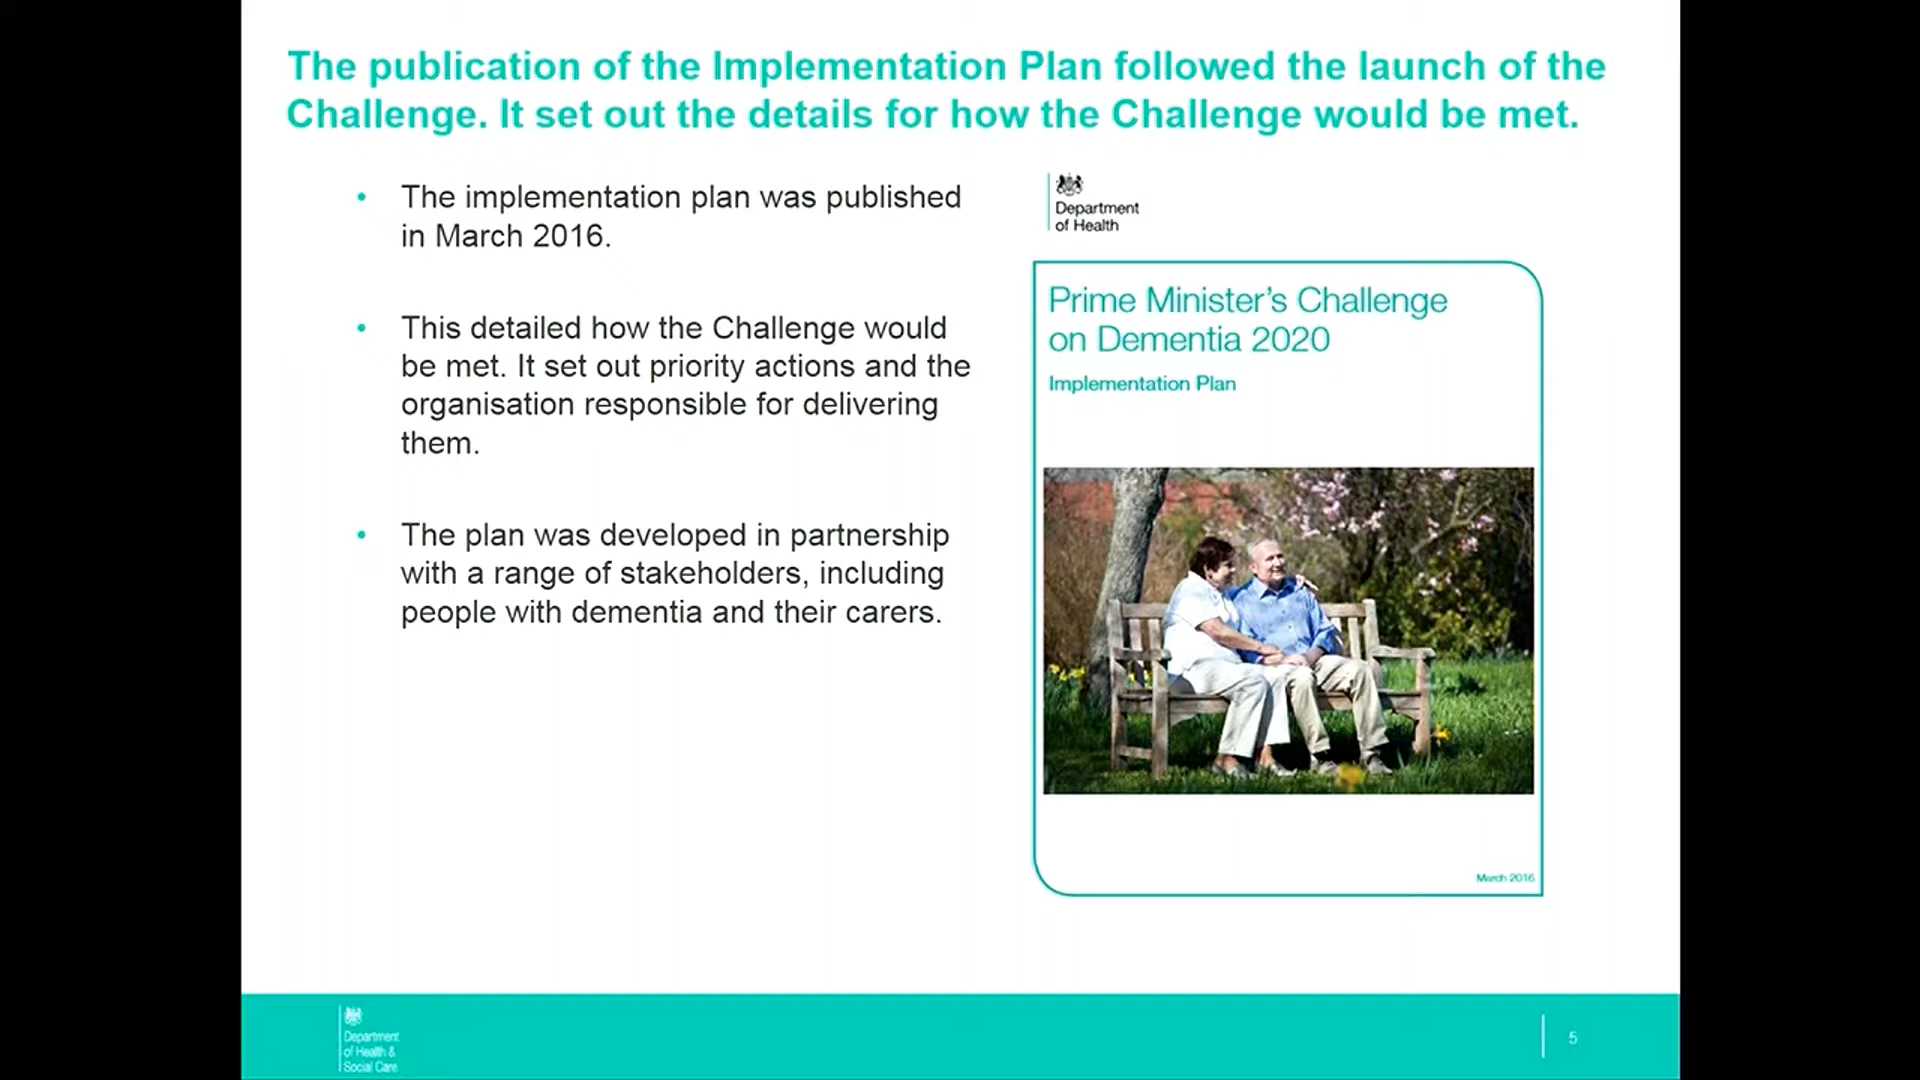 The publication of the Implementation Plan followed the launch of the
Challenge. It set out the details for how the Challenge would be met.
• The implementation plan was published
in March 2016.
• This detailed how the Challenge would
be met. It set out priority actions and the
organisation responsible for delivering
them.
• The plan was developed in partnership
with a range of stakeholders, including
people with dementia and their carers.
Department
of Health
Prime Minister’s Challenge
on Dementia 2020
Implementation Plan
March 2016
Department
of Health &
Social Care
5